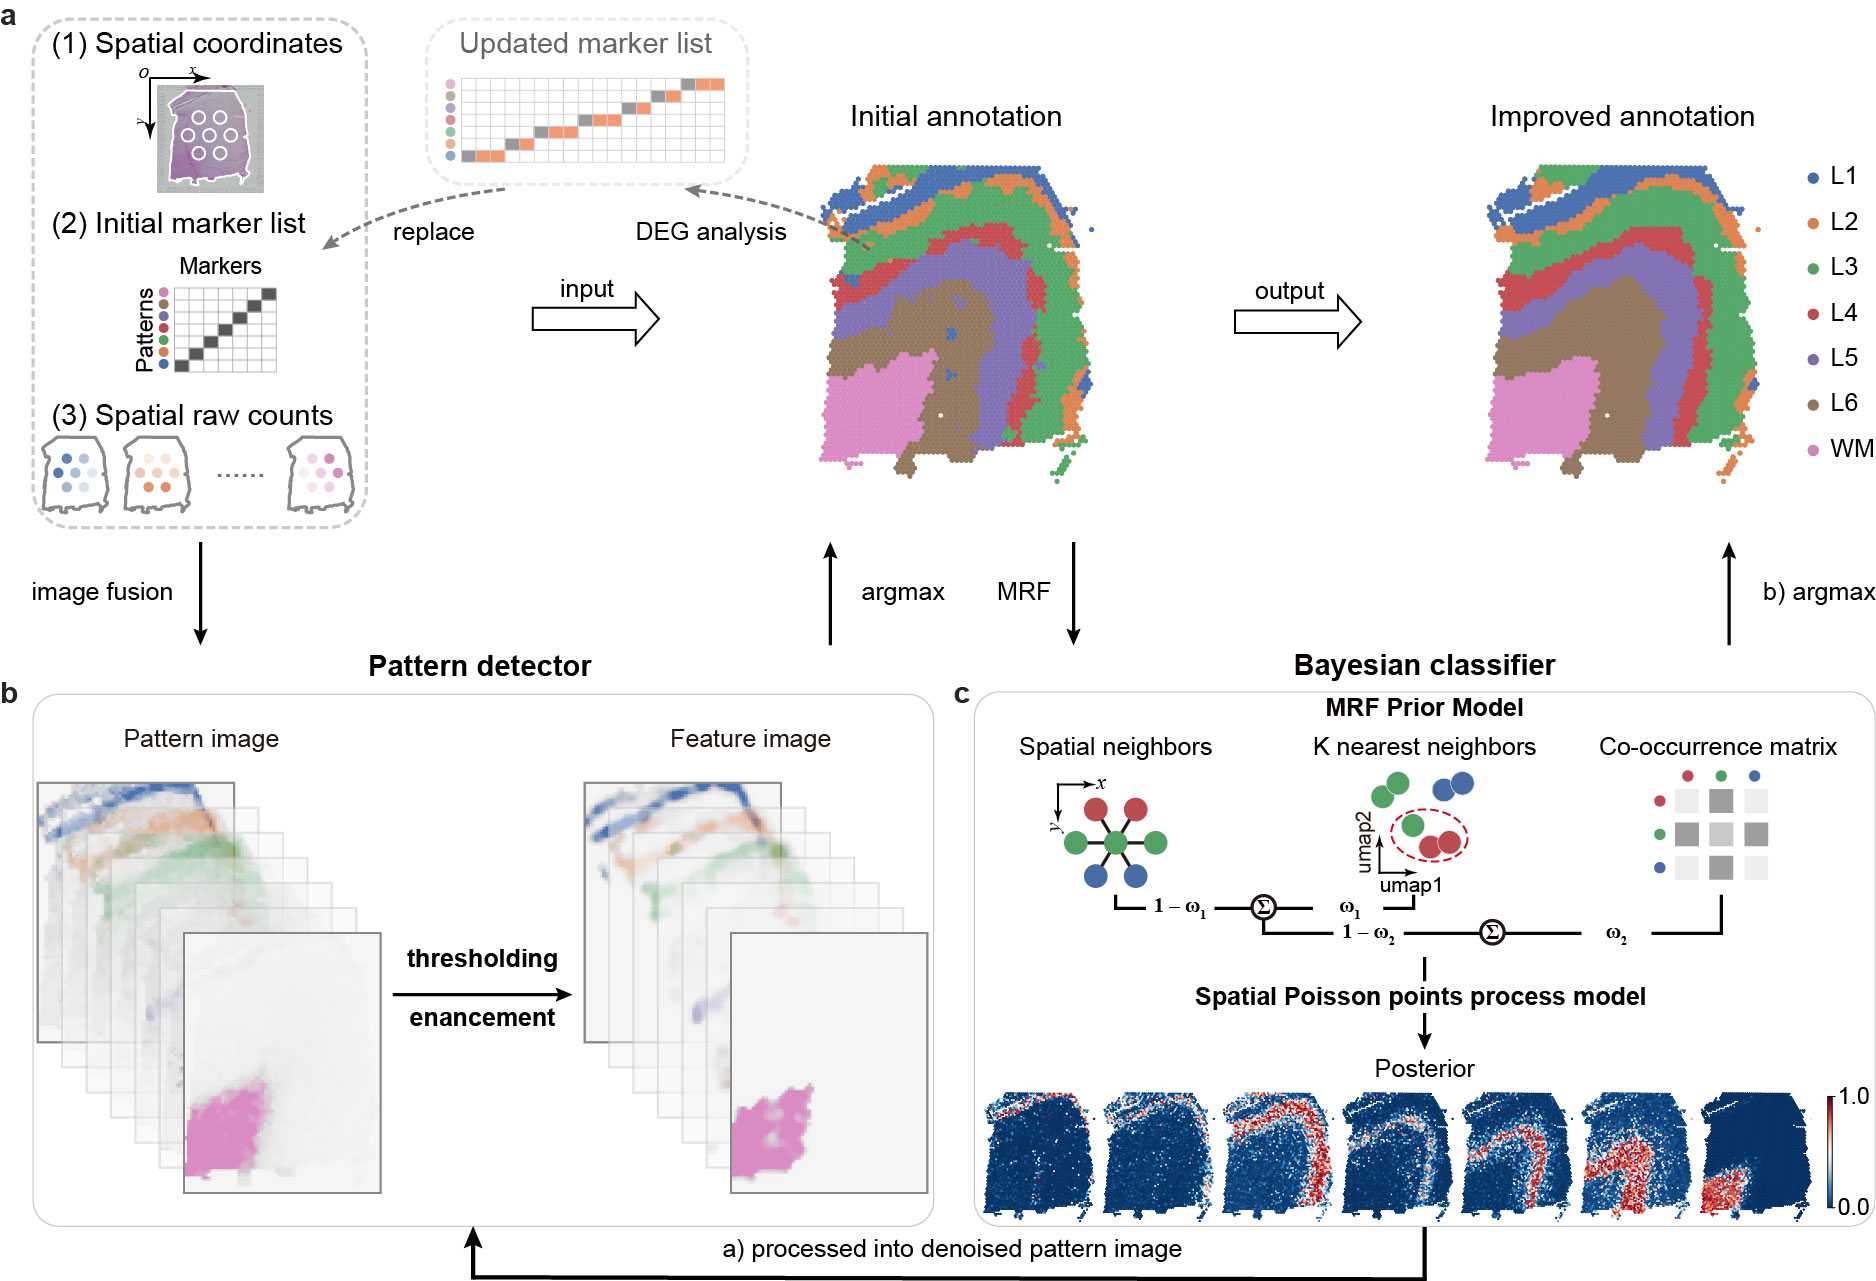 a
(1) Spatial coordinates
o
x
y
(2) Initial marker list
Markers
Patterns
(3) Spatial raw counts
......
Updated marker list
replace
DEG analysis
input
Initial annotation
output
Improved annotation
L1
L2
L3
L4
L5
L6
WM
image fusion
argmax
MRF
b) argmax
b
Pattern detector
Pattern image
Feature image
thresholding
enancement
c
Bayesian classifier
MRF Prior Model
Spatial neighbors
K nearest neighbors
Co-occurrence matrix
x
y
umap2
umap1
1 − ω1
Σ
ω1
1 − ω2
Σ
ω2
Spatial Poisson points process model
Posterior
1.0
0.0
a) processed into denoised pattern image